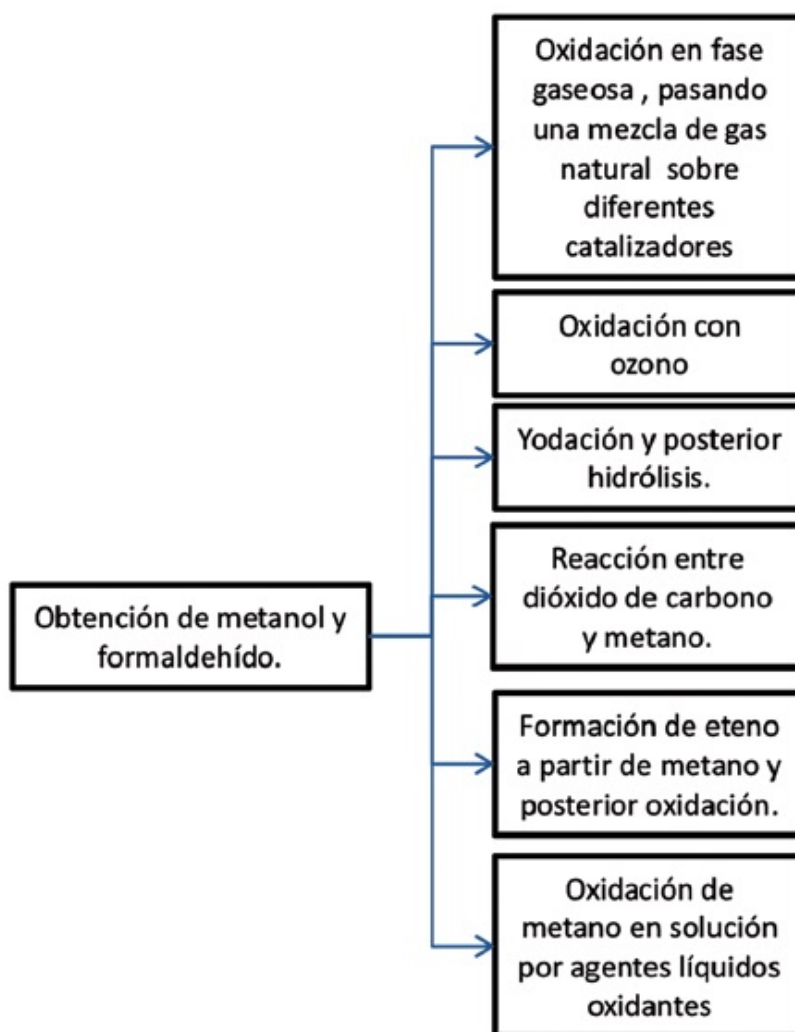 Oxidación en fase
gaseosa , pasando
una mezcla de gas
natural sobre
diferentes
catalizadores
Oxidación con
ozono
Yodación y posterior
hidrólisis.
Reacción entre
dióxido de carbono
y metano.
Obtención de metanol y
formaldehído.
Formación de eteno
a partir de metano y
posterior oxidación.
Oxidación de
metano en solución
por agentes líquidos
oxidantes